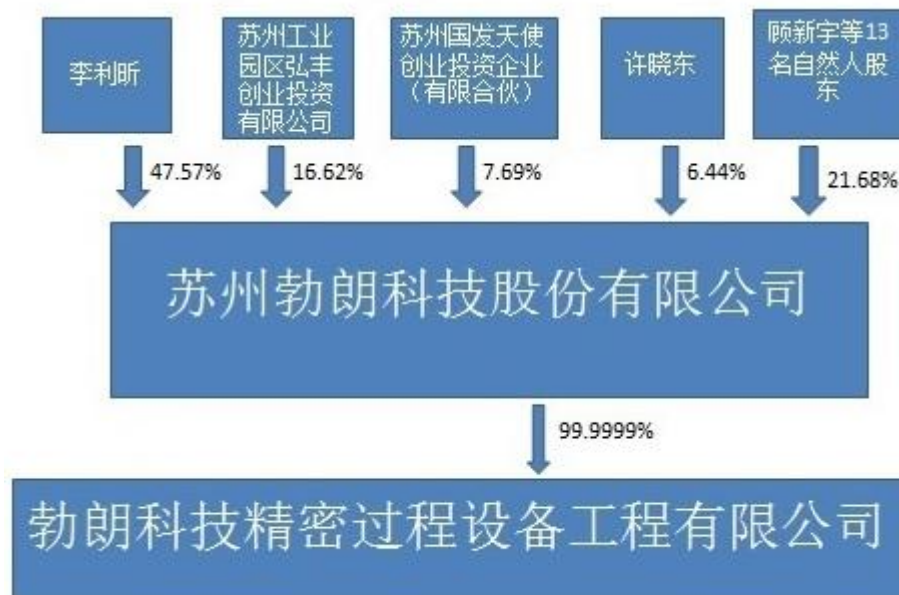 李利昕
苏州工业
园区弘丰
创业投资
有限公司
苏州国发天使
创业投资企业
（有限合伙）
许晓东
顾新宇等13
名自然人股
东
47.57%
16.62%
7.69%
6.44%
21.68%
苏州勃朗科技股份有限公司
99.9999%
勃朗科技精密过程设备工程有限公司